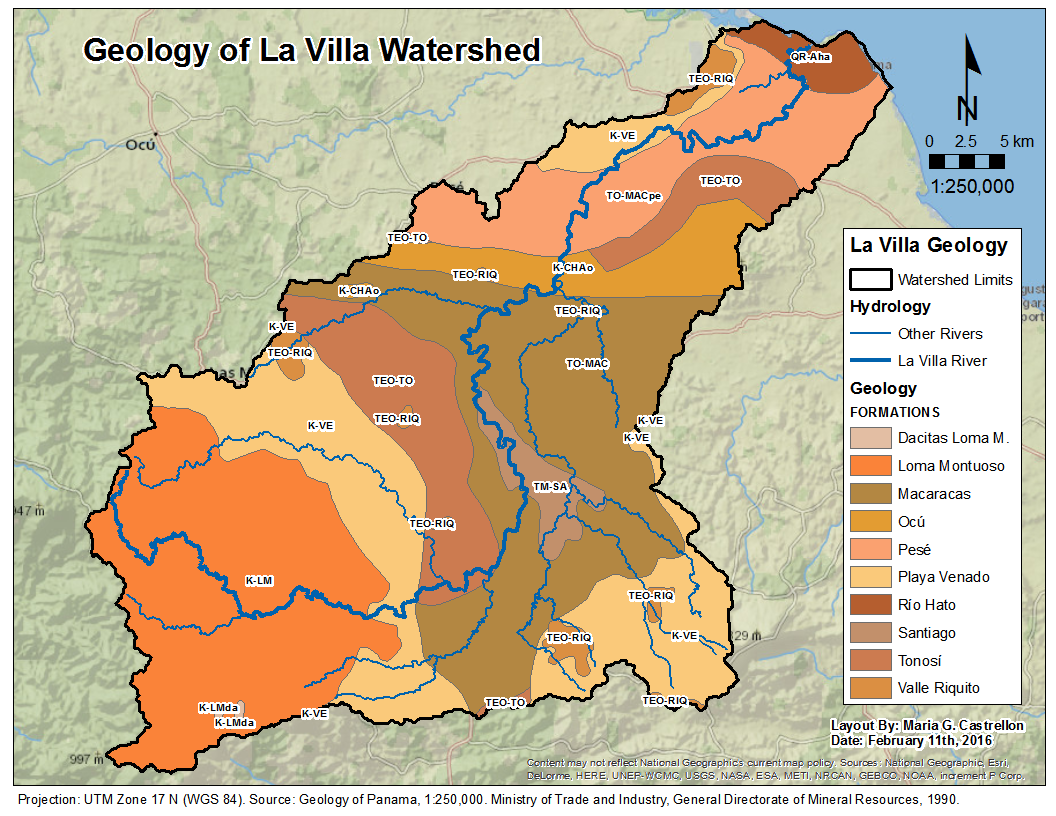 Geology of La Villa Watershed
QR-Aha
TEO-RIQ
N
K-VE
0 2.5 5 km
Ocú
1:250,000
TEO-TO
TO-MACpe
TEO-TO
La Villa Geology
K-CHAo
TEO-RIQ
Watershed Limits
K-CHAo
Hydrology
TEO-RIQ
K-VE
Other Rivers
TEO-RIQ
TO-MAC
La Villa River
TEO-TO
Geology
FORMATIONS
TEO-RIQ
K-VE
K-VE
K-VE
Dacitas Loma M.
Loma Montuoso
TM-SA
Macaracas
947 m
TEO-RIQ
Ocú
Pesé
K-LM
Playa Venado
TEO-RIQ
Río Hato
TEO-RIQ
K-VE
Santiago
Tonosí
Valle Riquito
TEO-TO
TEO-RIQ
K-LMda
K-VE
K-LMda
997 m
Layout By: Maria G. Castrellon
Date: February 11th, 2016
Content may not reflect National Geographics current map policy. Sources: National Geographic, Esri,
DeLorme, HERE, UNEP-WCMC, USGS, NASA, ESA, METI, NRCAN, GEBCO, NOAA, increment P Corp.
Projection: UTM Zone 17 N (WGS 84). Source: Geology of Panama, 1:250,000. Ministry of Trade and Industry, General Directorate of Mineral Resources, 1990.